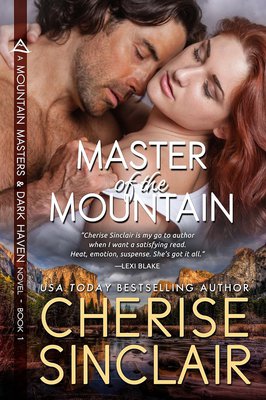 A MOUNTAIN MASTERS & DARK HAVEN NOVEL - BOOK 1
MASTER
of the
MOUNTAIN
"Cherise Sinclair is my go to author
when I want a satisfying read.
Heat, emotion, suspense. She's got it all."
—LEXI BLAKE
USA TODAY BESTSELLING AUTHOR
CHERISE
SINCLAIR